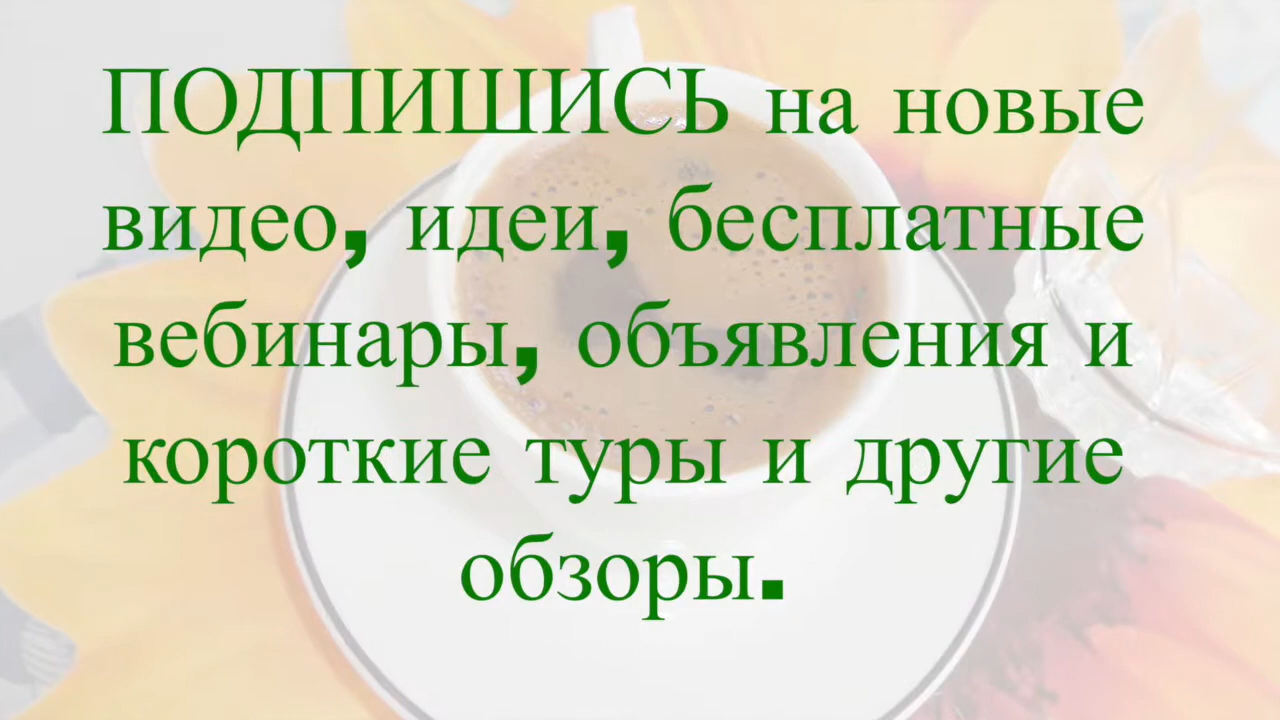 ПОДПИШИСЬ на новые
видео, идеи, бесплатные
вебинары, объявления и
короткие туры и другие
обзоры.